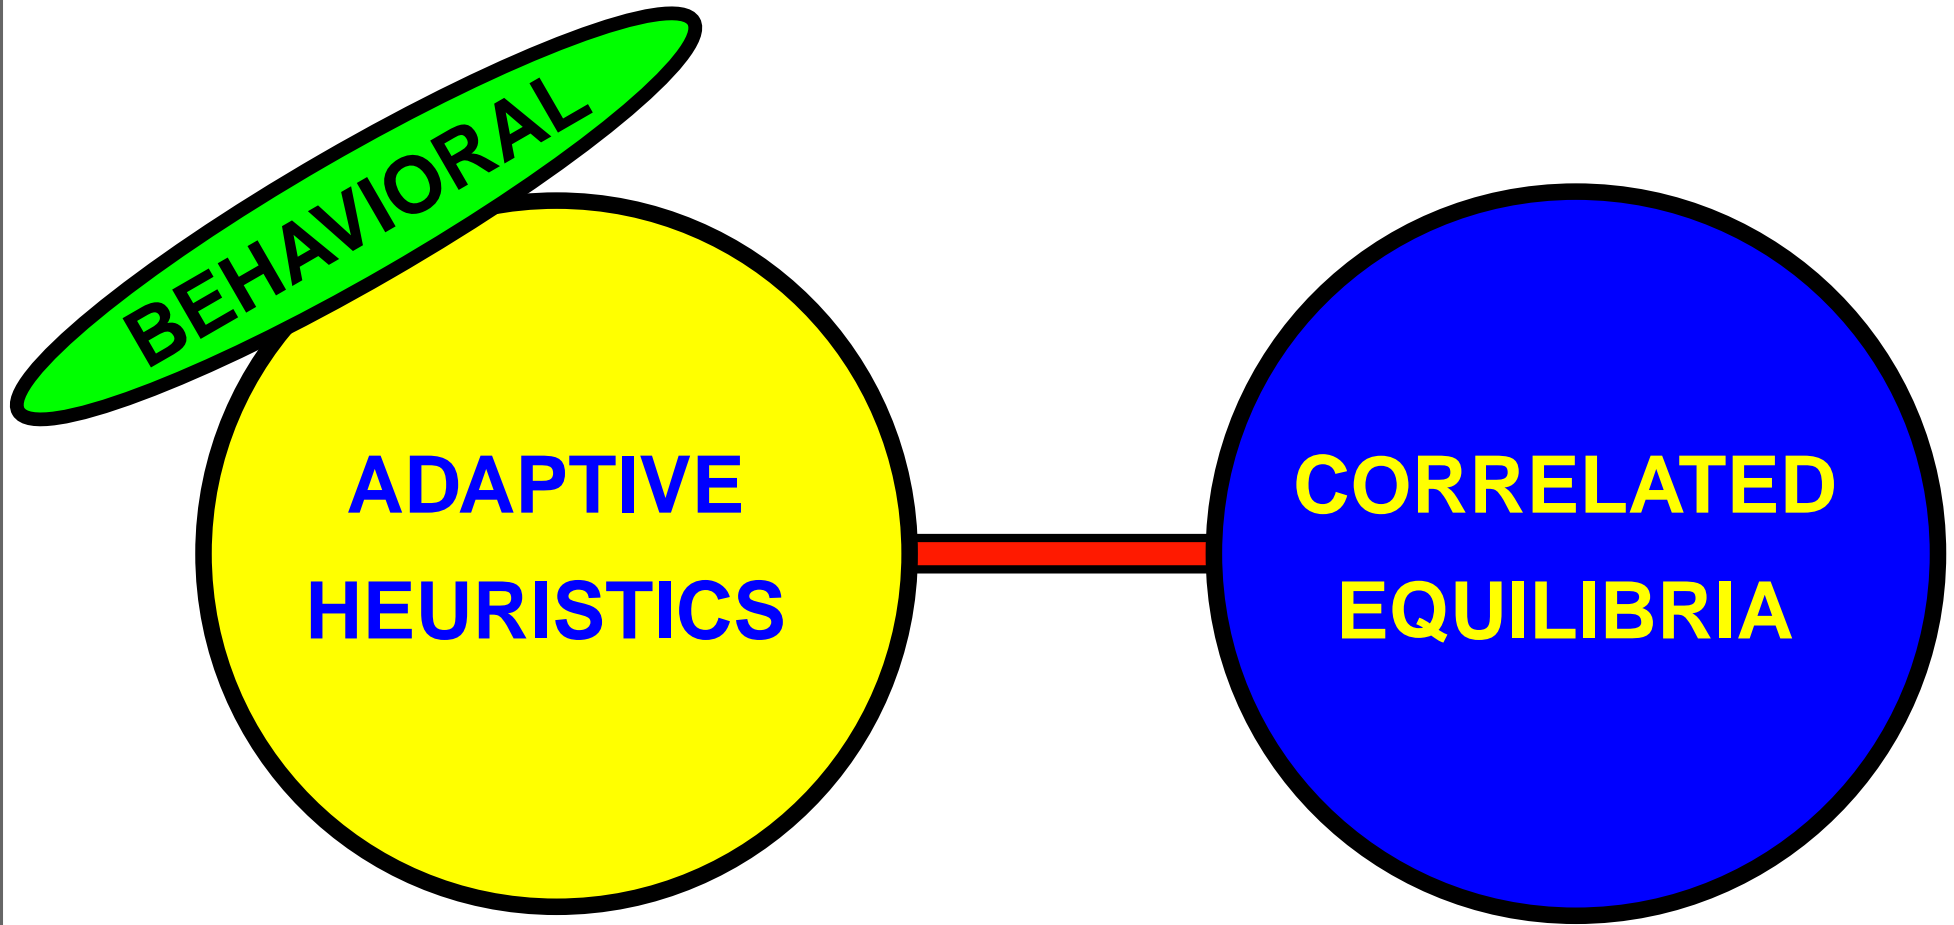 BEHAVIORAL
ADAPTIVE
HEURISTICS
CORRELATED
EQUILIBRIA